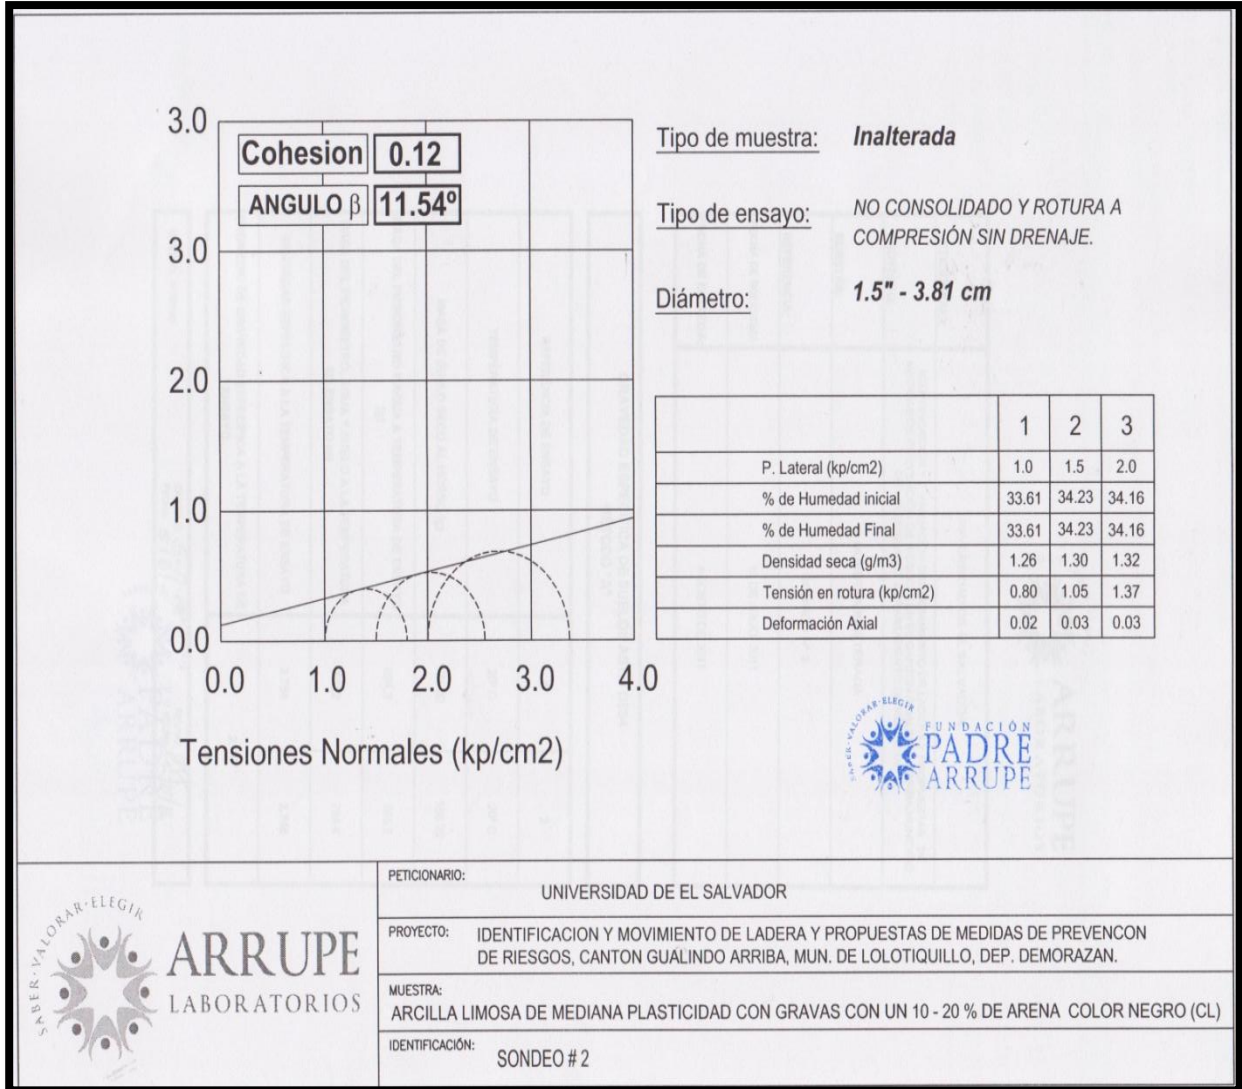 3.0
Cohesion 0.12
ANGULO β 11.54º
3.0
2.0
1.0
0.0
0.0 1.0 2.0 3.0 4.0
Tensiones Normales (kp/cm2)
Tipo de muestra: Inalterada
Tipo de ensayo: NO CONSOLIDADO Y ROTURA A
COMPRESIÓN SIN DRENAJE.
Diámetro: 1.5" - 3.81 cm
1 2 3
P. Lateral (kp/cm2) 1.0 1.5 2.0
% de Humedad inicial 33.61 34.23 34.16
% de Humedad Final 33.61 34.23 34.16
Densidad seca (g/m3) 1.26 1.30 1.32
Tensión en rotura (kp/cm2) 0.80 1.05 1.37
Deformación Axial 0.02 0.03 0.03
SABER·VALORAR·ELEGIR
FUNDACIÓN
PADRE
ARRUPE
SABER·VALORAR·ELEGIR
ARRUPE
LABORATORIOS
PETICIONARIO:
UNIVERSIDAD DE EL SALVADOR
PROYECTO: IDENTIFICACION Y MOVIMIENTO DE LADERA Y PROPUESTAS DE MEDIDAS DE PREVENCON
DE RIESGOS, CANTON GUALINDO ARRIBA, MUN. DE LOLOTIQUILLO, DEP. DEMORAZAN.
MUESTRA:
ARCILLA LIMOSA DE MEDIANA PLASTICIDAD CON GRAVAS CON UN 10 - 20 % DE ARENA COLOR NEGRO (CL)
IDENTIFICACIÓN:
SONDEO # 2